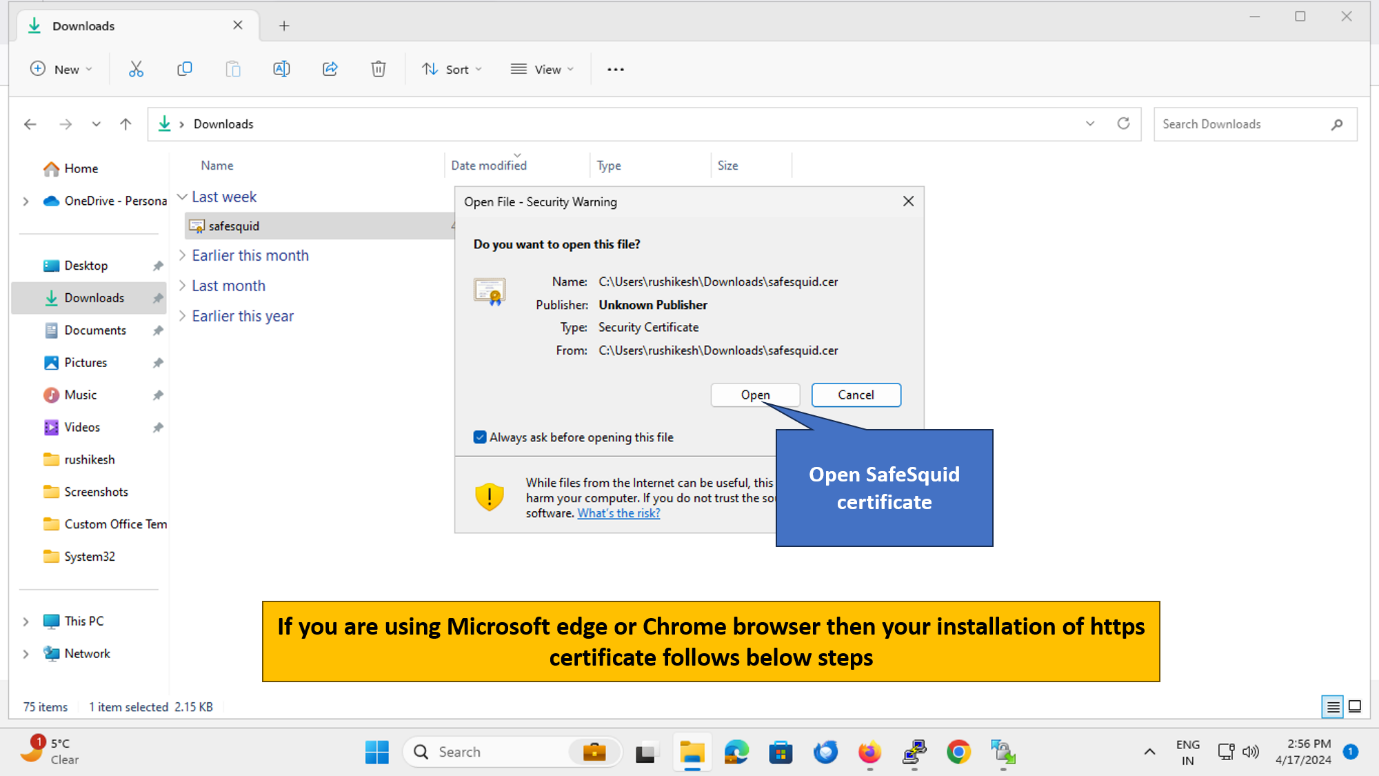 Downloads
New
Sort
View
Downloads
Search Downloads
Home
OneDrive - Persona
Desktop
Downloads
Documents
Pictures
Music
Videos
rushikesh
Screenshots
Custom Office Tem
System32
This PC
Network
Name
Date modified
Type
Size
Last week
safesquid
Earlier this month
Last month
Earlier this year
Open File - Security Warning
Do you want to open this file?
Name: C:\Users\rushikesh\Downloads\safesquid.cer
Publisher: Unknown Publisher
Type: Security Certificate
From: C:\Users\rushikesh\Downloads\safesquid.cer
Open
Cancel
Always ask before opening this file
While files from the Internet can be useful, this
harm your computer. If you do not trust the so
software. What's the risk?
Open SafeSquid
certificate
If you are using Microsoft edge or Chrome browser then your installation of https
certificate follows below steps
75 items 1 item selected 2.15 KB
1
5°C
Clear
Search
ENG
IN
2:56 PM
4/17/2024
1